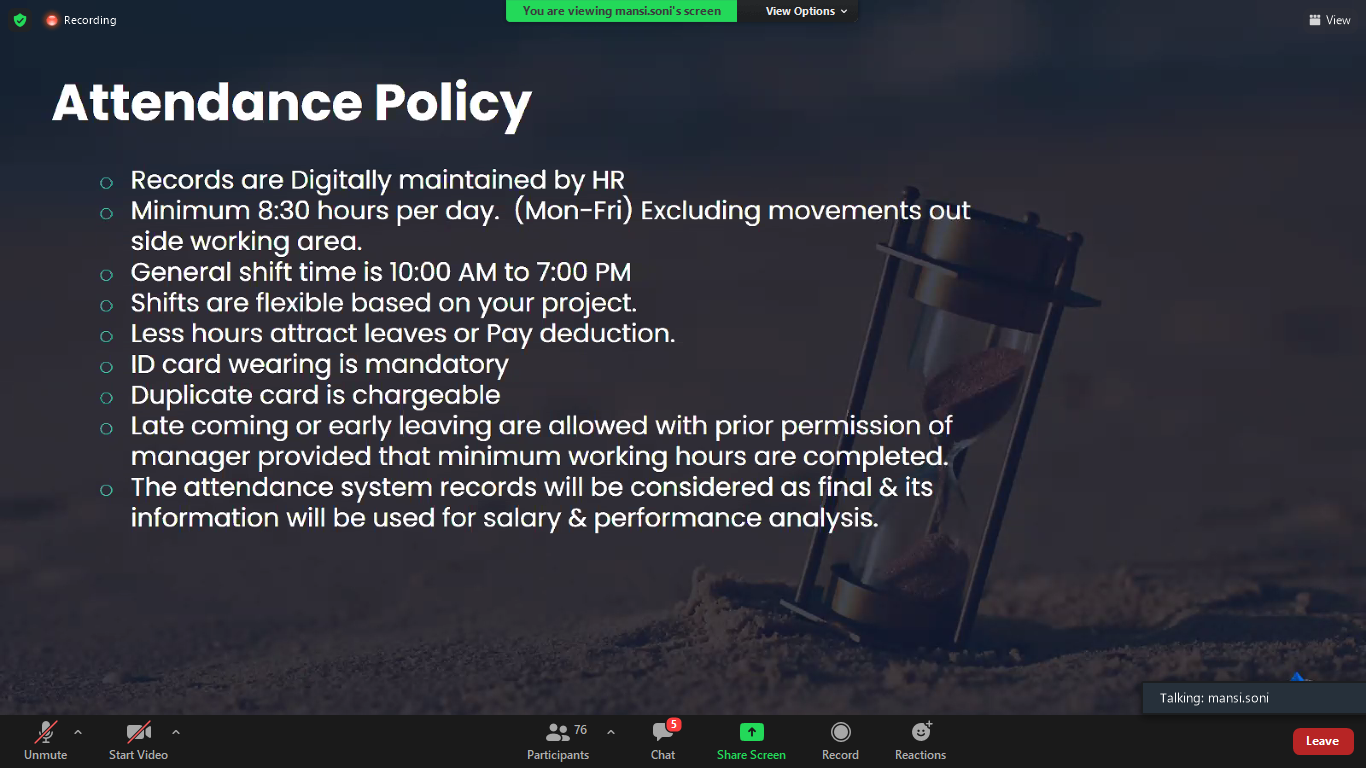 Recording
You are viewing mansi.soni's screen
View Options
View
Attendance Policy
Records are Digitally maintained by HR
Minimum 8:30 hours per day.  (Mon-Fri) Excluding movements out
side working area.
General shift time is 10:00 AM to 7:00 PM
Shifts are flexible based on your project.
Less hours attract leaves or Pay deduction.
ID card wearing is mandatory
Duplicate card is chargeable
Late coming or early leaving are allowed with prior permission of
manager provided that minimum working hours are completed.
The attendance system records will be considered as final & its
information will be used for salary & performance analysis.
Talking: mansi.soni
Unmute
Start Video
76
Participants
5
Chat
Share Screen
Record
Reactions
Leave